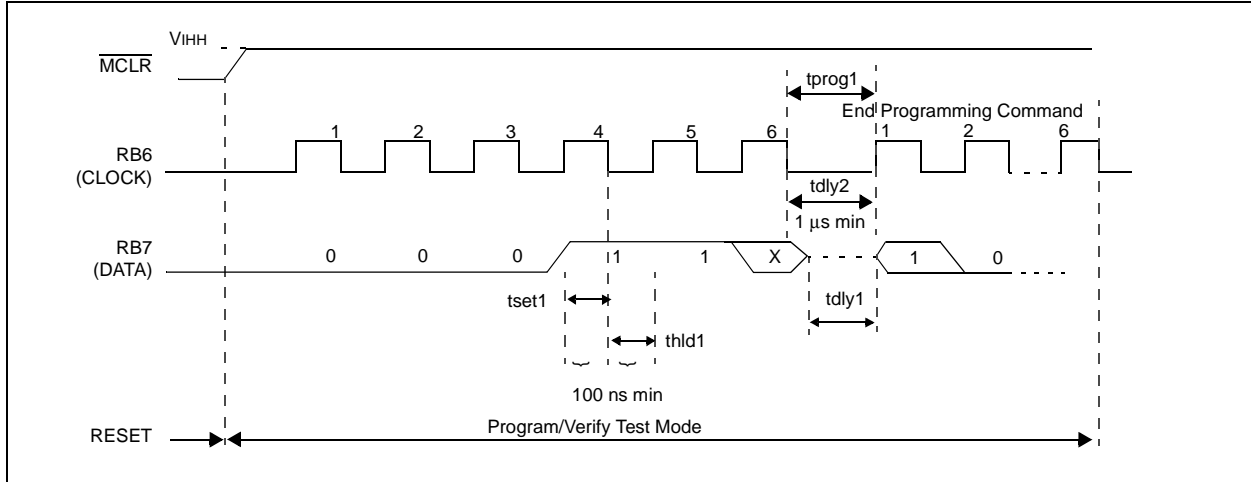 VIHH
MCLR
tprog1
End Programming Command
1 2 3 4 5 6 1 2 6
RB6
(CLOCK)
tdly2
1 µs min
RB7
(DATA)
0 0 0 1 1 X 1 0
tset1
tdly1
thld1
100 ns min
RESET
Program/Verify Test Mode